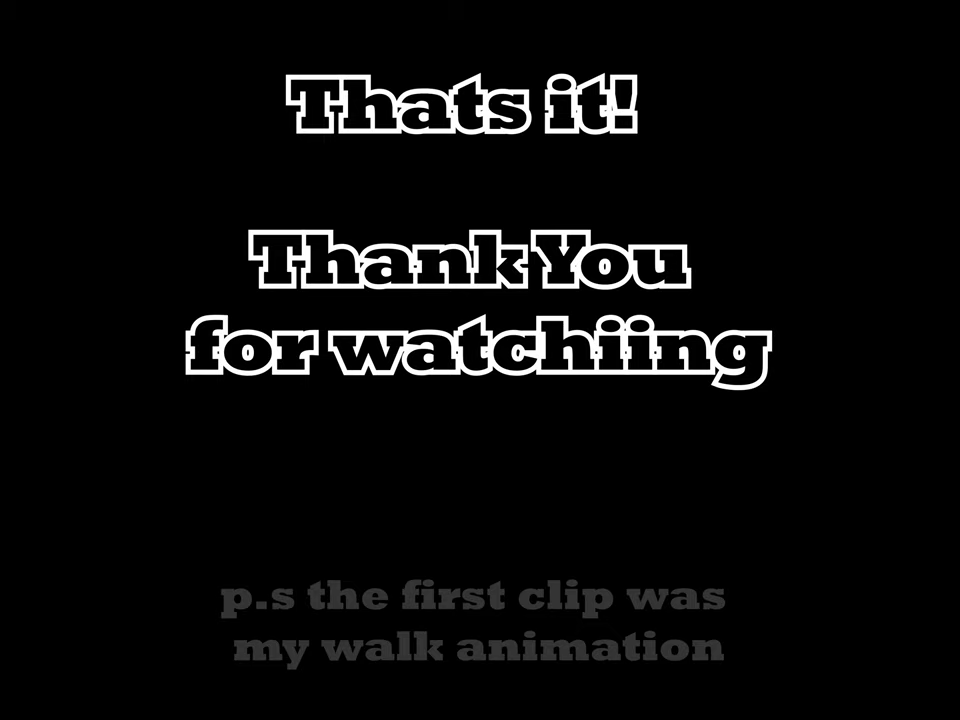 Thats it!
Thank You
for watchiing
p.s the first clip was
my walk animation